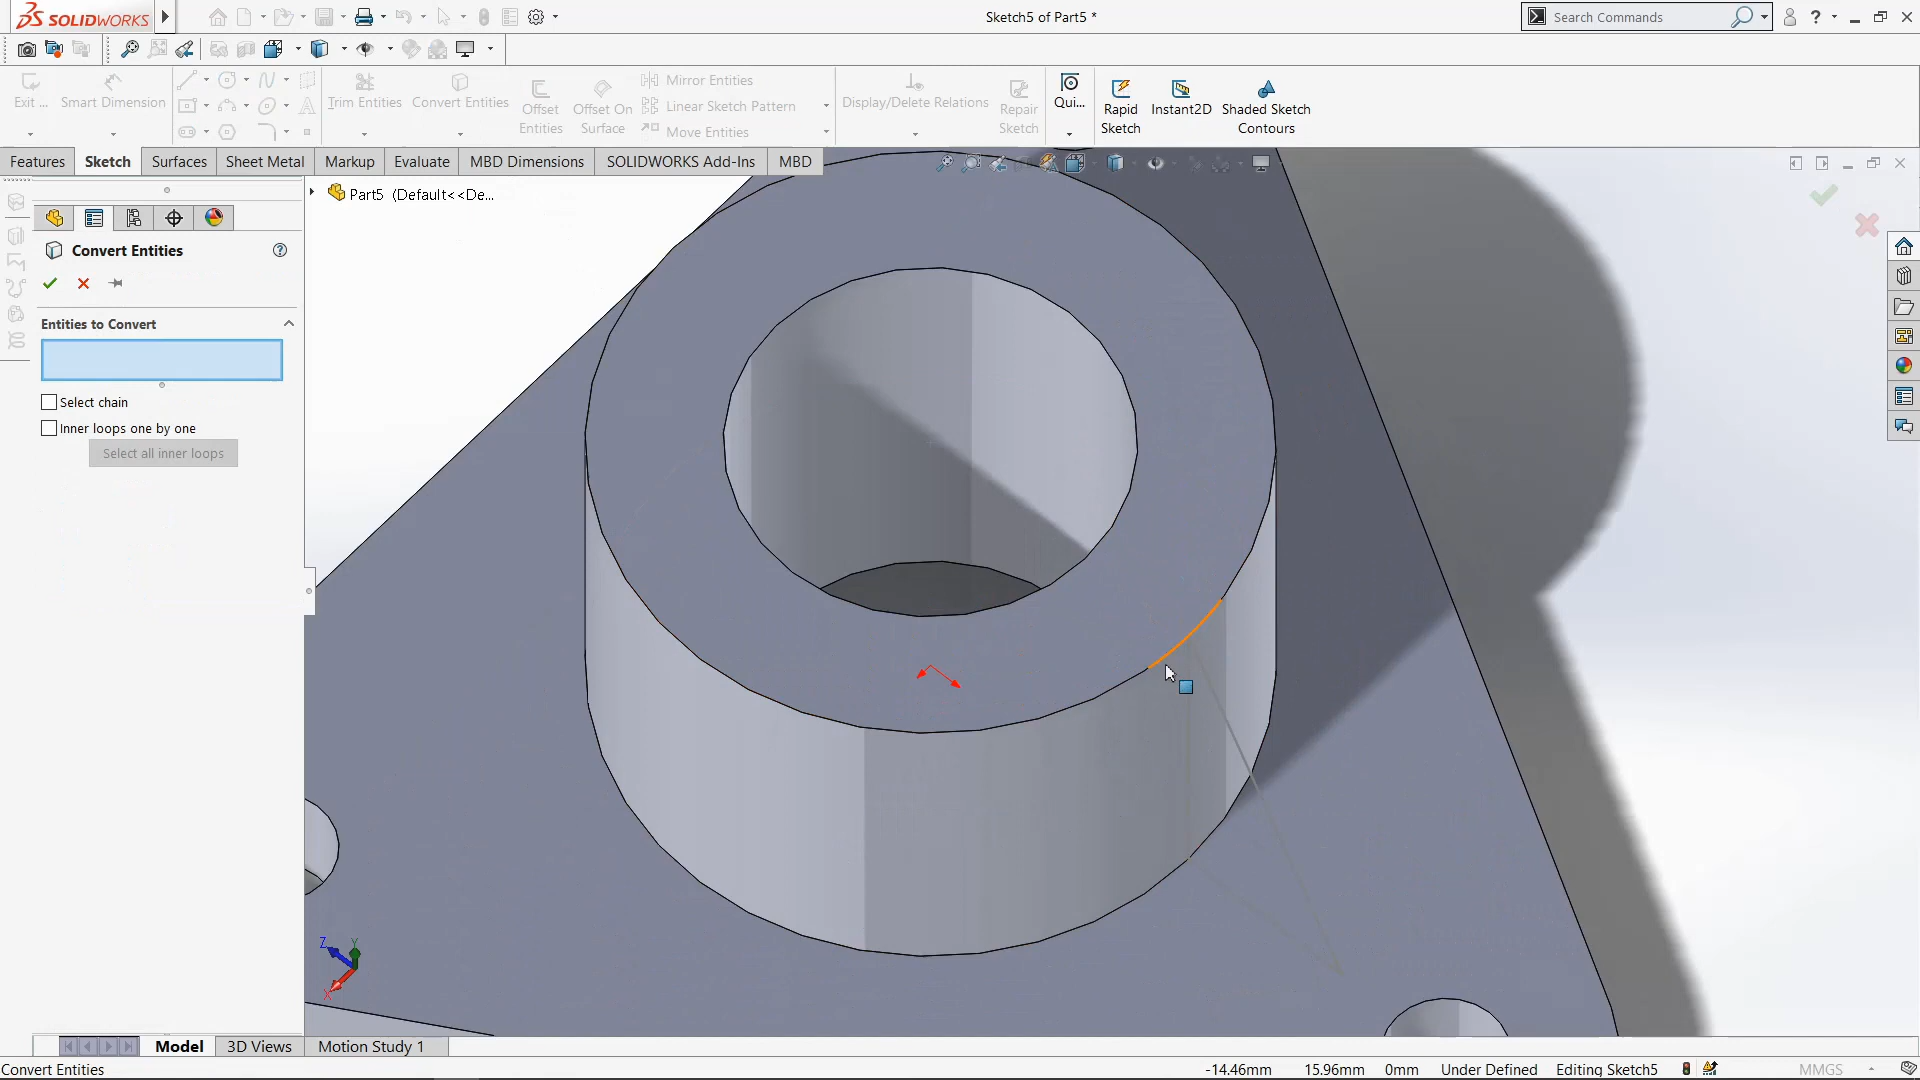 SOLIDWORKS
Sketch5 of Part5 *
Search Commands
?
Exit ...
Smart Dimension
Trim Entities
Convert Entities
Offset
Entities
Offset On
Surface
Mirror Entities
Linear Sketch Pattern
Move Entities
Display/Delete Relations
Repair
Sketch
Qui...
Rapid
Sketch
Instant2D
Shaded Sketch
Contours
Features
Sketch
Surfaces
Sheet Metal
Markup
Evaluate
MBD Dimensions
SOLIDWORKS Add-Ins
MBD
Part5 (Default<<De...
Convert Entities
?
Entities to Convert
Select chain
Inner loops one by one
Select all inner loops
Z
Y
X
Model
3D Views
Motion Study 1
Convert Entities
-14.46mm
15.96mm
0mm
Under Defined
Editing Sketch5
MMGS